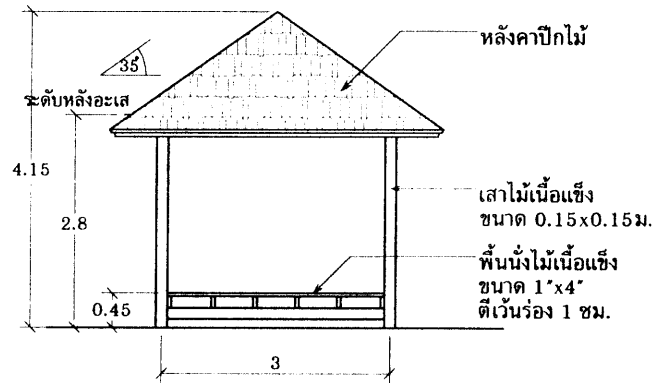 หลังคาปีกไม้
35°
ระดับหลังอะเส
4.15
2.8
เสาไม้เนื้อแข็ง
ขนาด 0.15x0.15ม.
พื้นนั่งไม้เนื้อแข็ง
ขนาด 1"x4"
ตีเว้นร่อง 1 ซม.
0.45
3